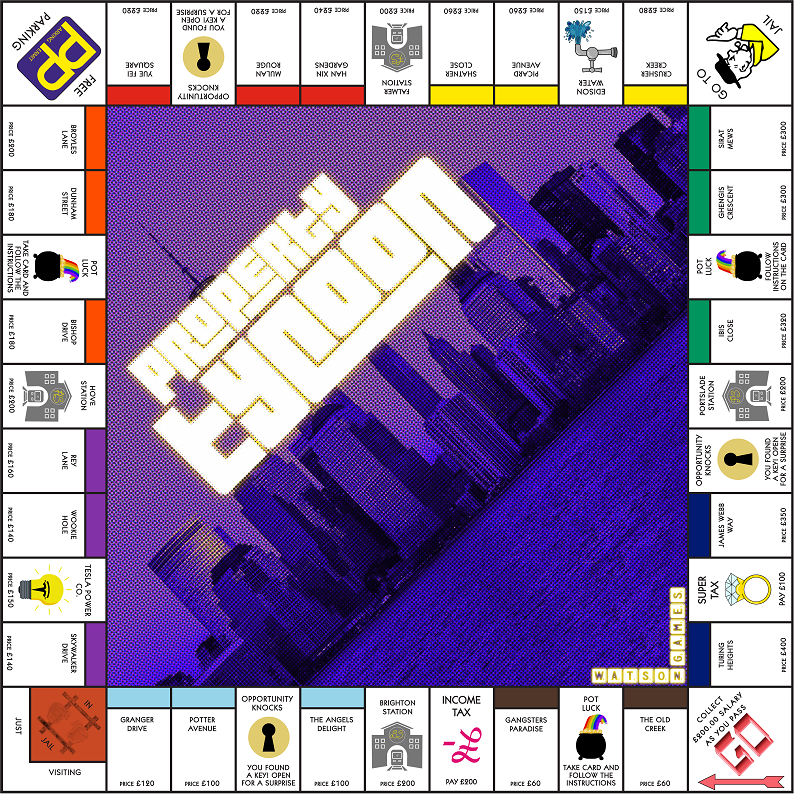 FREE
PARKING
PP
PARKING PERMIT
YUE FEI
SQUARE
PRICE £220
OPPORTUNITY
KNOCKS
YOU FOUND
A KEY! OPEN
FOR A SURPRISE
MULAN
ROUGE
PRICE £220
HAN XIN
GARDENS
PRICE £240
FALMER
STATION
PRICE £200
SHATNER
CLOSER
PRICE £260
PICARD
AVENUE
PRICE £260
EDISON
WATER
PRICE £150
CRUSHER
CREEK
PRICE £280
GO TO
JAIL
BROYLES
LANE
PRICE £200
DUNHAM
STREET
PRICE £180
POT
LUCK
TAKE CARD AND
FOLLOW THE
INSTRUCTIONS
BISHOP
DRIVE
PRICE £180
HOVE
STATION
PRICE £200
REY
LANE
PRICE £160
WOOKIE
HOLE
PRICE £140
TESLA POWER
CO.
PRICE £150
SKYWALKER
DRIVE
PRICE £140
PROPERTY
TYCOON
WATSON
GAMES
SIRAT
MEWS
PRICE £300
GHENGIS
CRESCENT
PRICE £300
POT
LUCK
FOLLOW
INSTRUCTIONS
ON THE CARD
IBIS
CLOSE
PRICE £320
PORTSLADE
STATION
PRICE £200
OPPORTUNITY
KNOCKS
YOU FOUND
A KEY! OPEN
FOR A SURPRISE
JAMES WEBB
WAY
PRICE £350
SUPER
TAX
PAY £100
TURING
HEIGHTS
PRICE £400
JUST
VISITING
IN
JAIL
GRANGER
DRIVE
PRICE £120
POTTER
AVENUE
PRICE £100
OPPORTUNITY
KNOCKS
YOU FOUND
A KEY! OPEN
FOR A SURPRISE
THE ANGELS
DELIGHT
PRICE £100
BRIGHTON
STATION
PRICE £200
INCOME
TAX
PAY £200
GANGSTERS
PARADISE
PRICE £60
POT
LUCK
TAKE CARD AND
FOLLOW THE
INSTRUCTIONS
THE OLD
CREEK
PRICE £60
COLLECT
£200.00 SALARY
AS YOU PASS
GO